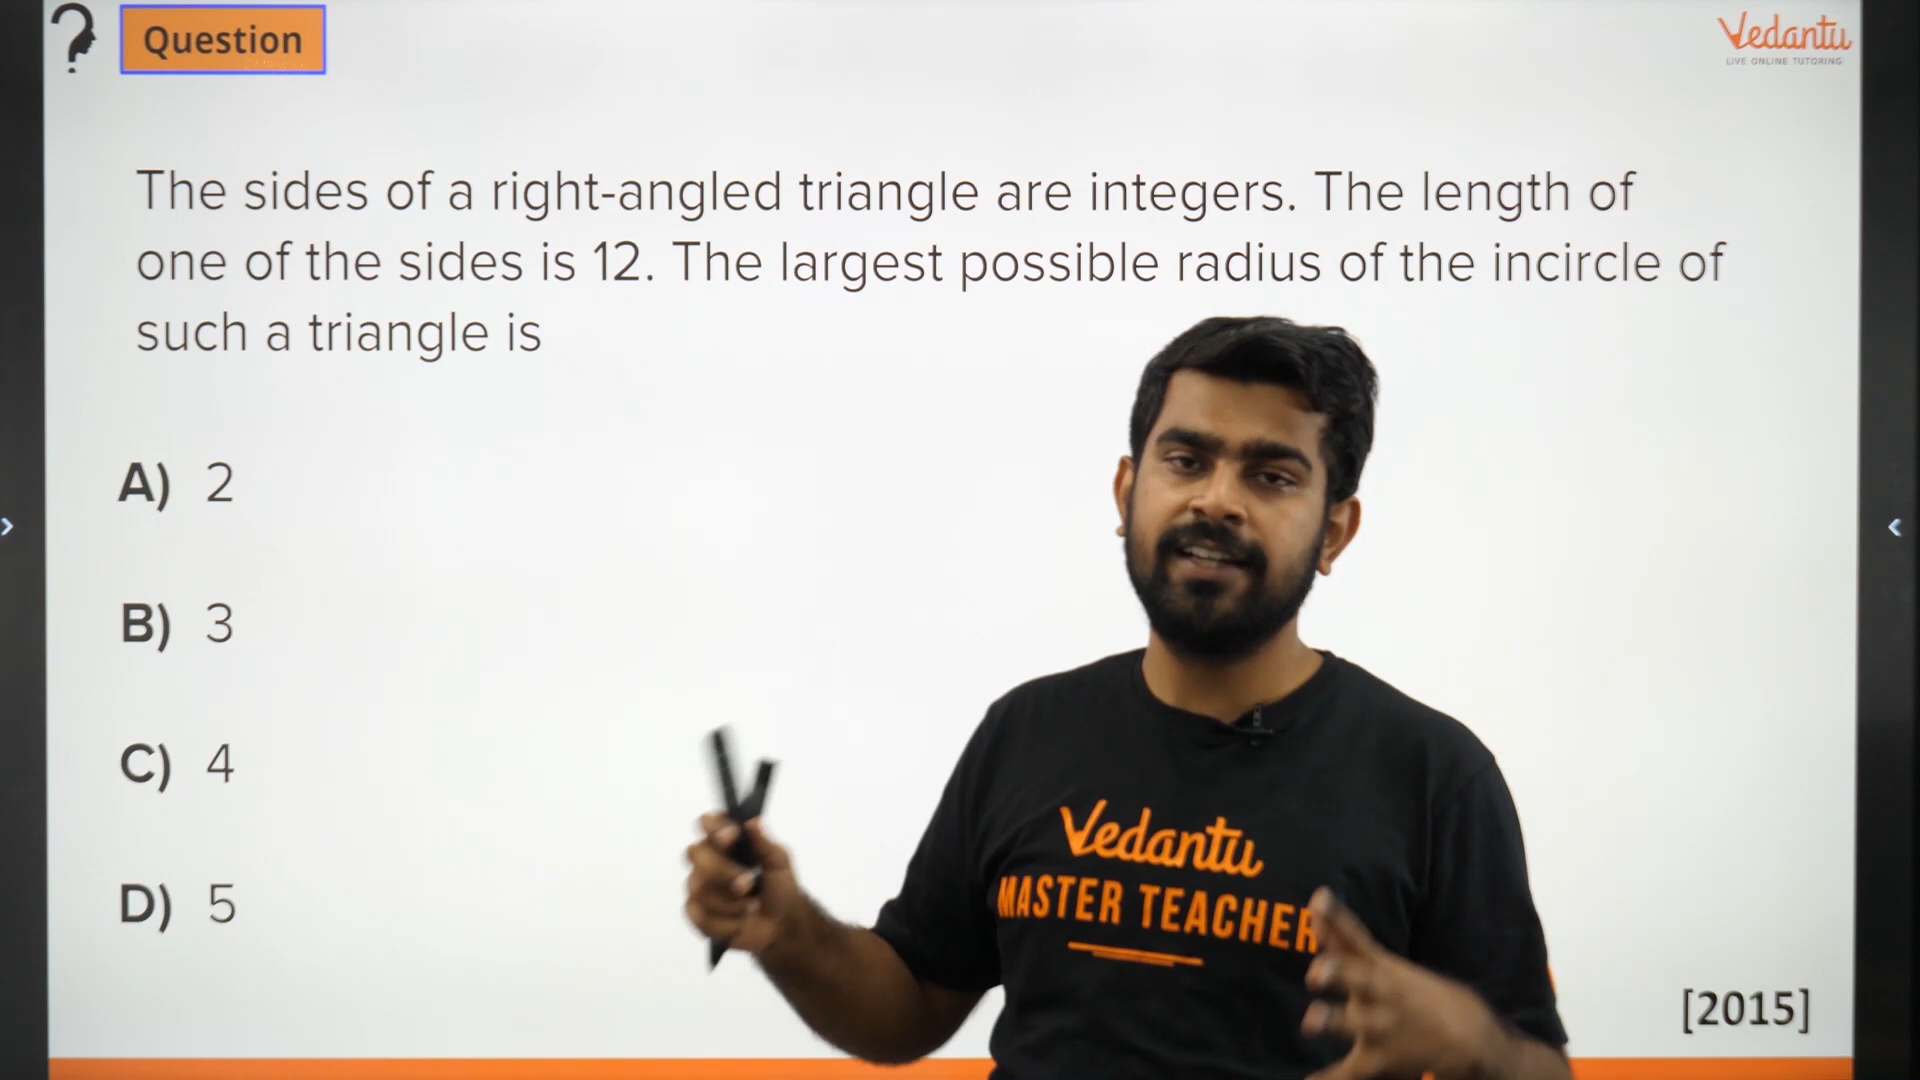 Question
Vedantu
LIVE ONLINE TUTORING
The sides of a right-angled triangle are integers. The length of
one of the sides is 12. The largest possible radius of the incircle of
such a triangle is
A) 2
B) 3
C) 4
D) 5
Vedantu
MASTER TEACHER
[2015]